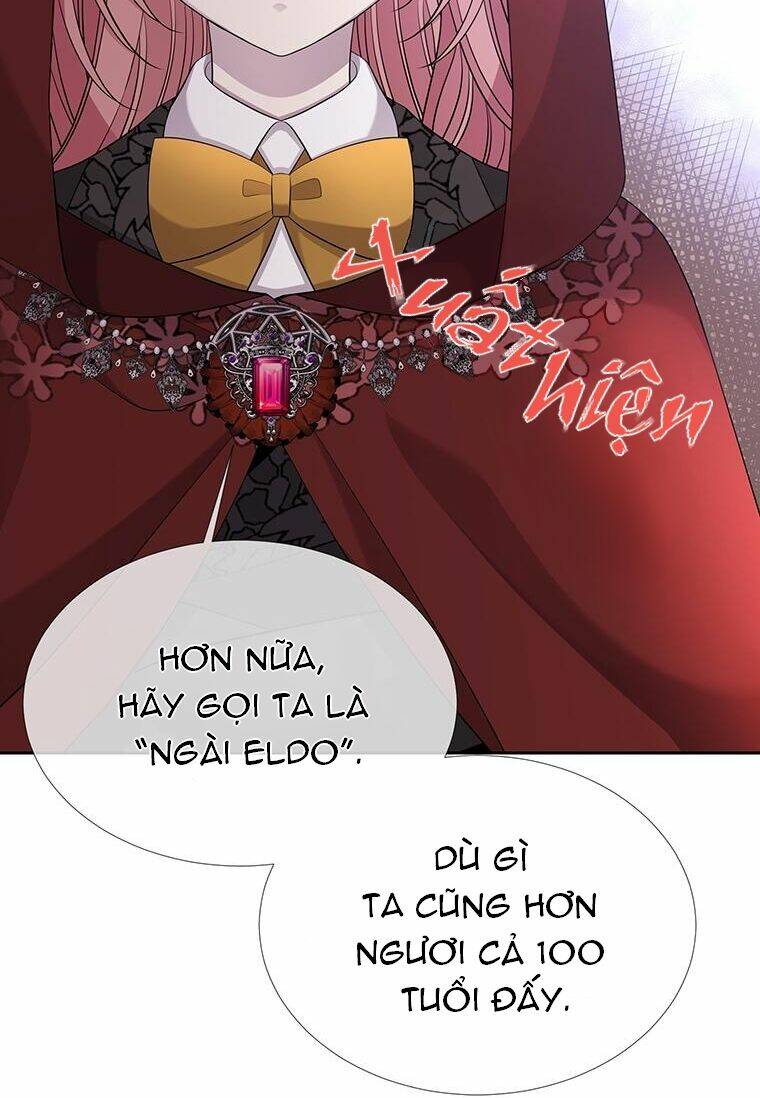 Xuất hiện
HƠN NỮA,
HÃY GỌI TA LÀ
“NGÀI ELDO”.
DÙ GÌ
TA CŨNG HƠN
NGƯƠI CẢ 100
TUỔI ĐẤY.